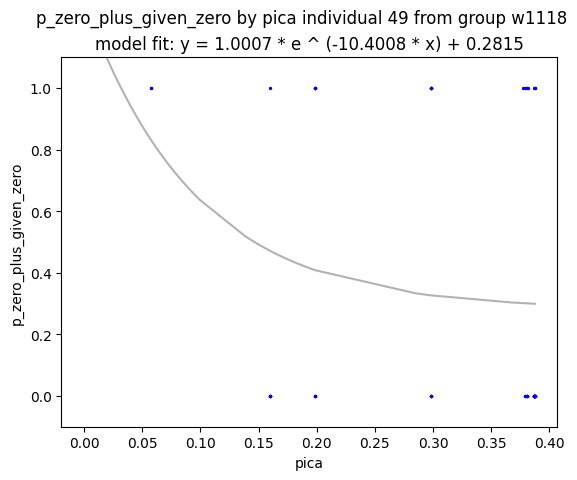 p_zero_plus_given_zero by pica individual 49 from group w1118
model fit: y = 1.0007 * e ^ (-10.4008 * x) + 0.2815
1.0
0.8
0.6
0.4
0.2
0.0
p_zero_plus_given_zero
0.00 0.05 0.10 0.15 0.20 0.25 0.30 0.35 0.40
pica